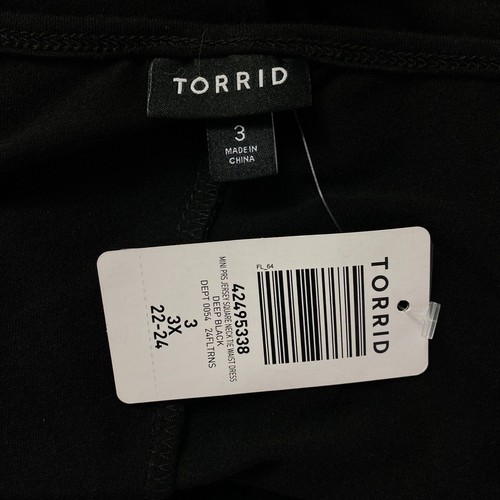 TORRID
3
MADE IN
CHINA
TORRID
FL_64
42495338
MINI PRS JERSEY SQUARE NECK TIE WAIST DRESS
DEEP BLACK
DEPT 0054 24FLTRNS
3
3X
22-24